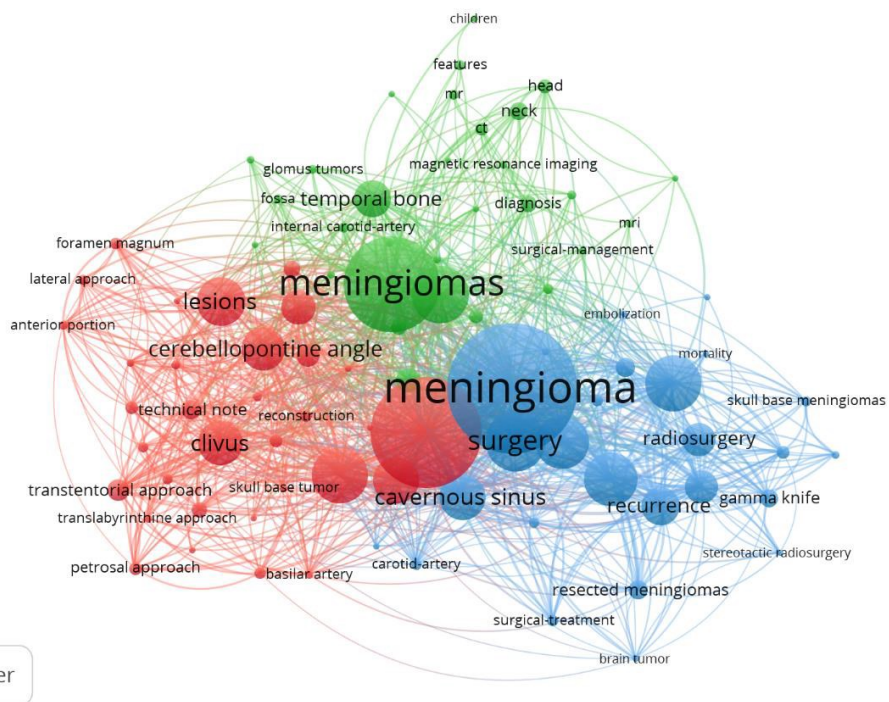 children
features
mr
head
neck
ct
glomus tumors
magnetic resonance imaging
fossa
temporal bone
diagnosis
internal carotid-artery
mri
foramen magnum
surgical-management
lateral approach
meningiomas
lesions
anterior portion
embolization
cerebellopontine angle
mortality
meningioma
skull base meningiomas
technical note
reconstruction
clivus
surgery
radiosurgery
transtentorial approach
skull base tumor
cavernous sinus
recurrence
gamma knife
translabyrinthine approach
stereotactic radiosurgery
petrosal approach
basilar artery
carotid-artery
resected meningiomas
surgical-treatment
brain tumor
er